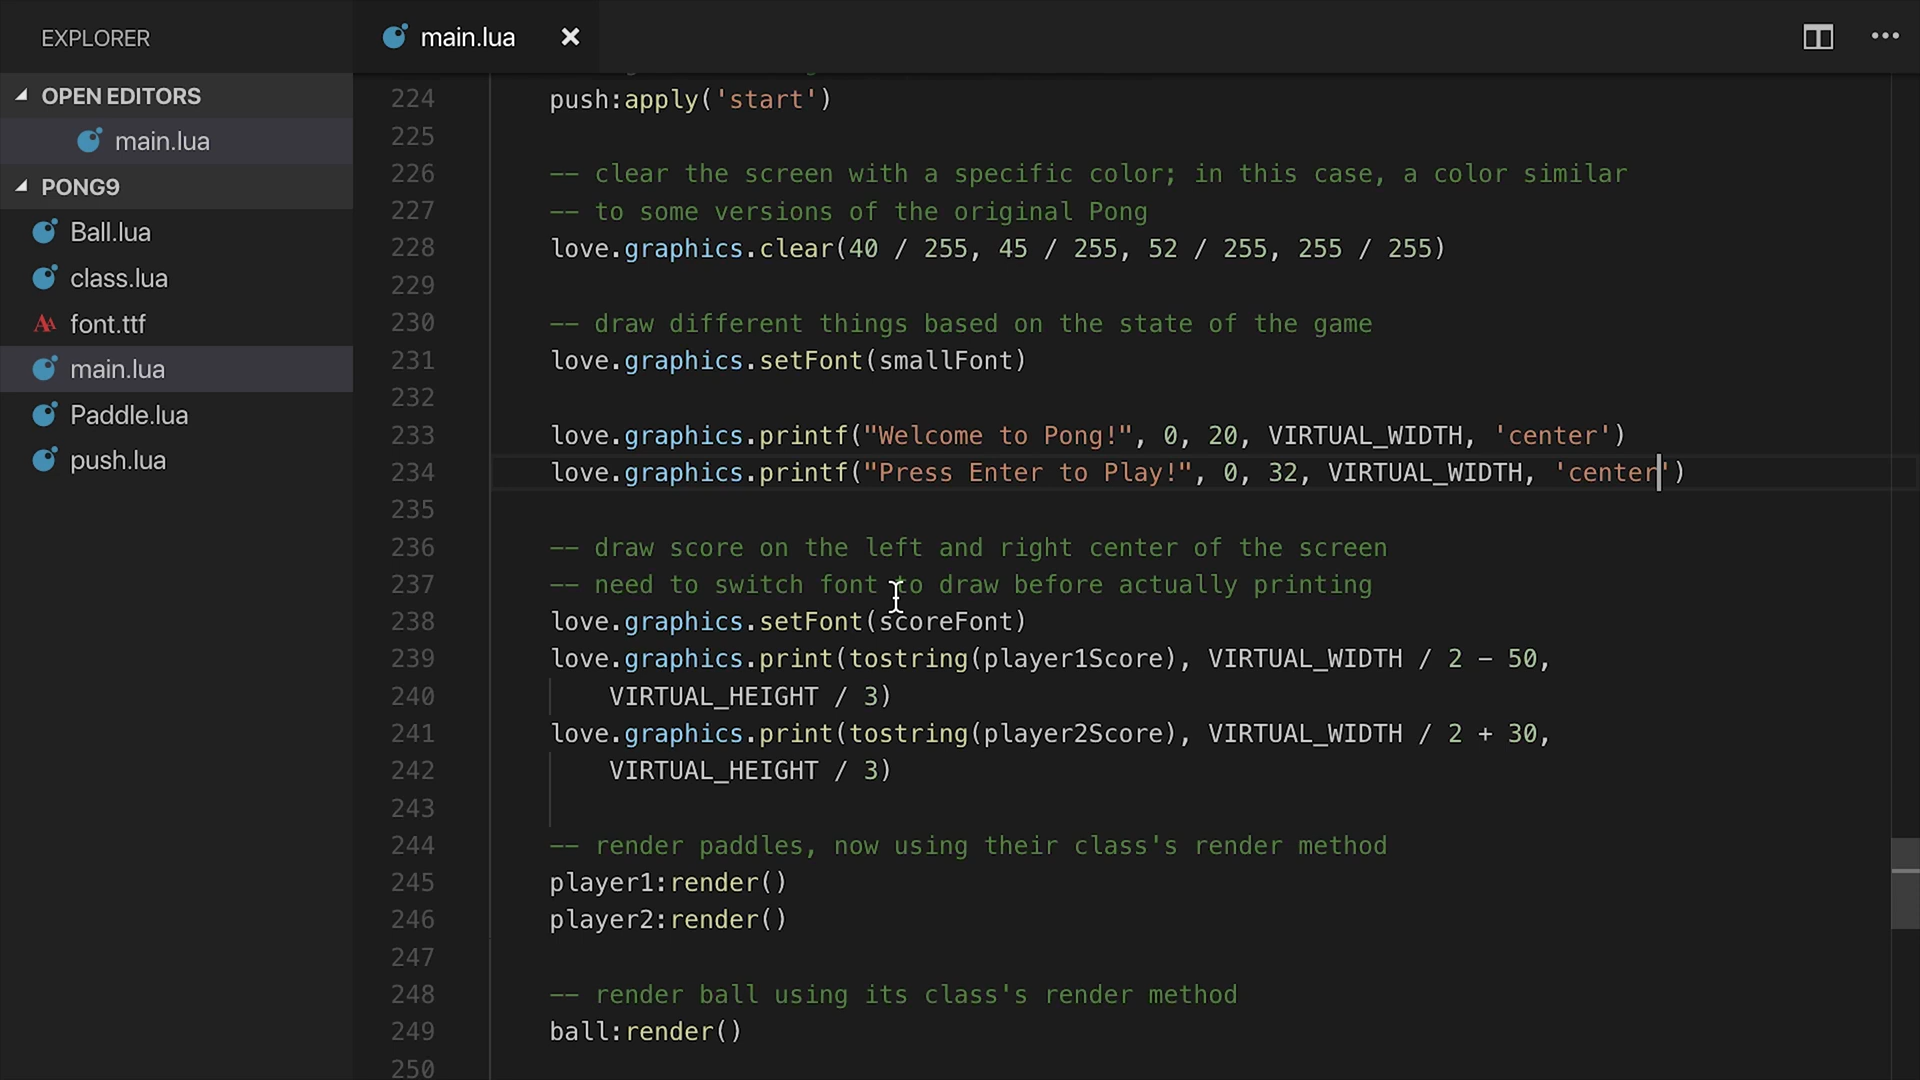 EXPLORER
OPEN EDITORS
main.lua
PONG9
Ball.lua
class.lua
font.ttf
main.lua
Paddle.lua
push.lua
main.lua
224 push:apply('start')
225
226 -- clear the screen with a specific color; in this case, a color similar
227 -- to some versions of the original Pong
228 love.graphics.clear(40 / 255, 45 / 255, 52 / 255, 255 / 255)
229
230 -- draw different things based on the state of the game
231 love.graphics.setFont(smallFont)
232
233 love.graphics.printf("Welcome to Pong!", 0, 20, VIRTUAL_WIDTH, 'center')
234 love.graphics.printf("Press Enter to Play!", 0, 32, VIRTUAL_WIDTH, 'center')
235
236 -- draw score on the left and right center of the screen
237 -- need to switch font to draw before actually printing
238 love.graphics.setFont(scoreFont)
239 love.graphics.print(tostring(player1Score), VIRTUAL_WIDTH / 2 - 50,
240 VIRTUAL_HEIGHT / 3)
241 love.graphics.print(tostring(player2Score), VIRTUAL_WIDTH / 2 + 30,
242 VIRTUAL_HEIGHT / 3)
243
244 -- render paddles, now using their class's render method
245 player1:render()
246 player2:render()
247
248 -- render ball using its class's render method
249 ball:render()
250